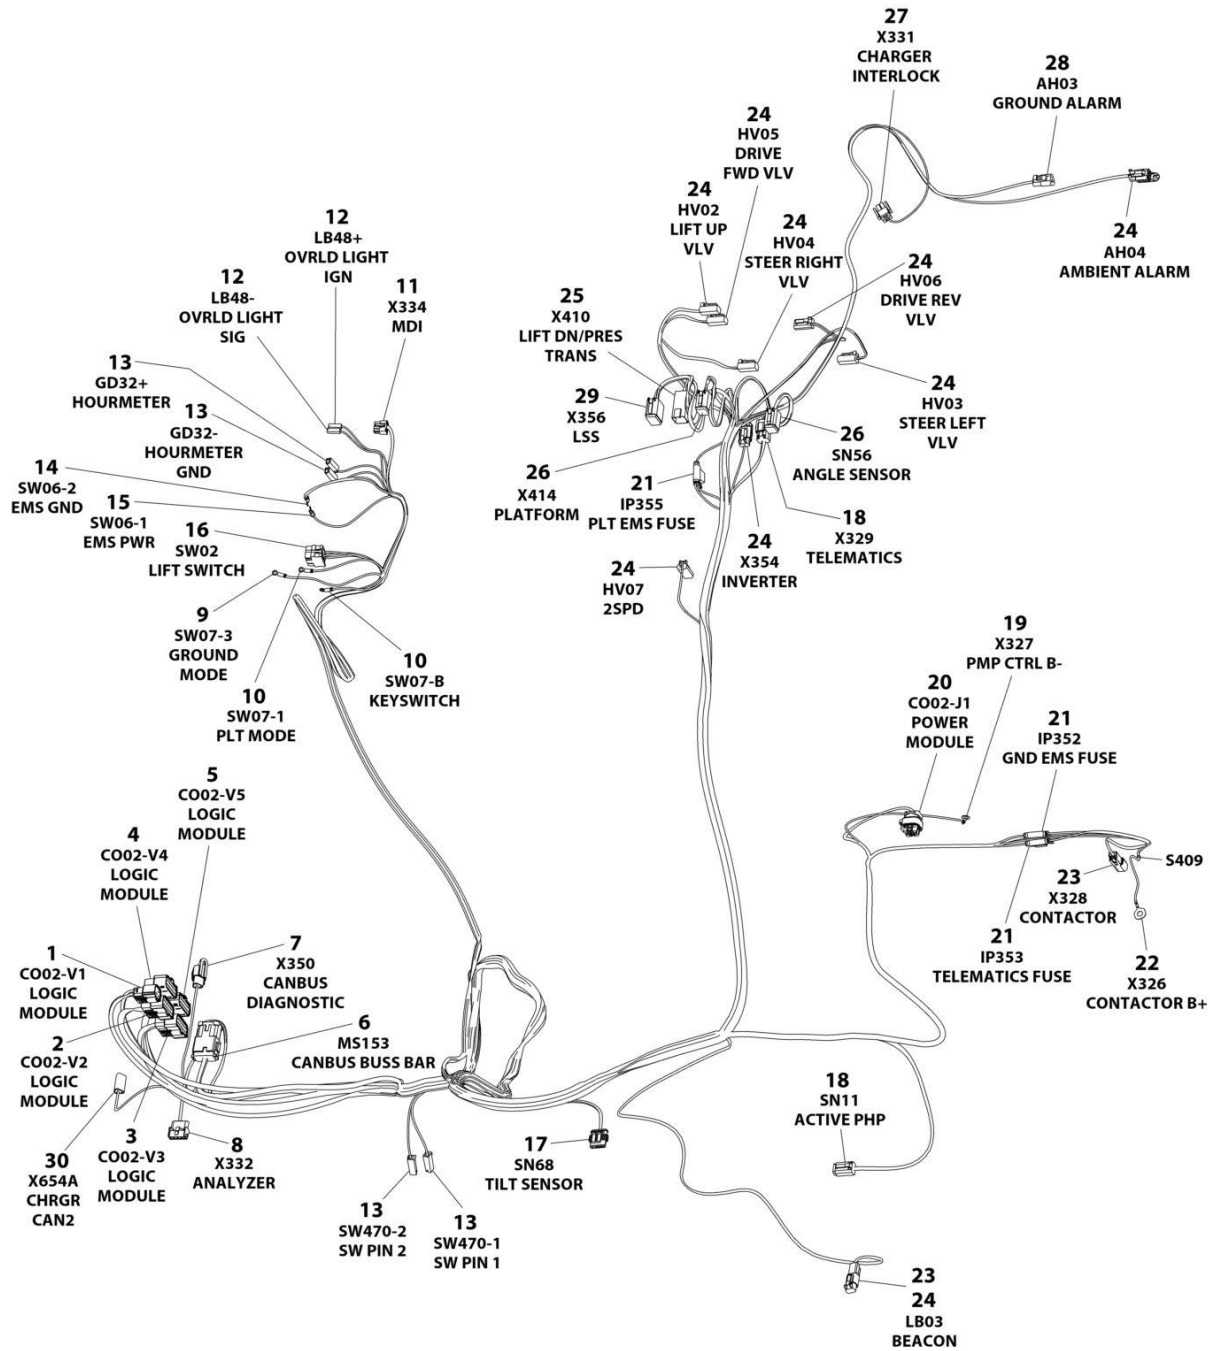 27
X331
CHARGER
INTERLOCK
28
AH03
GROUND ALARM
24
HV05
DRIVE
FWD VLV
24
HV02
LIFT UP
VLV
24
HV04
STEER RIGHT
VLV
24
AH04
AMBIENT ALARM
12
LB48+
OVRLD LIGHT
IGN
12
LB48-
OVRLD LIGHT
SIG
11
X334
MDI
24
HV06
DRIVE REV
VLV
25
X410
LIFT DN/PRES
TRANS
13
GD32+
HOURMETER
13
GD32-
HOURMETER
GND
29
X356
LSS
24
HV03
STEER LEFT
VLV
14
SW06-2
EMS GND
15
SW06-1
EMS PWR
26
SN56
ANGLE SENSOR
26
X414
PLATFORM
21
IP355
PLT EMS FUSE
18
X329
TELEMATICS
16
SW02
LIFT SWITCH
24
X354
INVERTER
24
HV07
2SPD
9
SW07-3
GROUND
MODE
10
SW07-B
KEYSWITCH
10
SW07-1
PLT MODE
19
X327
PMP CTRL B-
20
CO02-J1
POWER
MODULE
21
IP352
GND EMS FUSE
5
CO02-V5
LOGIC
MODULE
4
CO02-V4
LOGIC
MODULE
S409
23
X328
CONTACTOR
21
IP353
TELEMATICS FUSE
22
X326
CONTACTOR B+
1
CO02-V1
LOGIC
MODULE
7
X350
CANBUS
DIAGNOSTIC
2
CO02-V2
LOGIC
MODULE
6
MS153
CANBUS BUSS BAR
18
SN11
ACTIVE PHP
3
CO02-V3
LOGIC
MODULE
8
X332
ANALYZER
17
SN68
TILT SENSOR
30
X654A
CHRGR
CAN2
13
SW470-2
SW PIN 2
13
SW470-1
SW PIN 1
23
24
LB03
BEACON